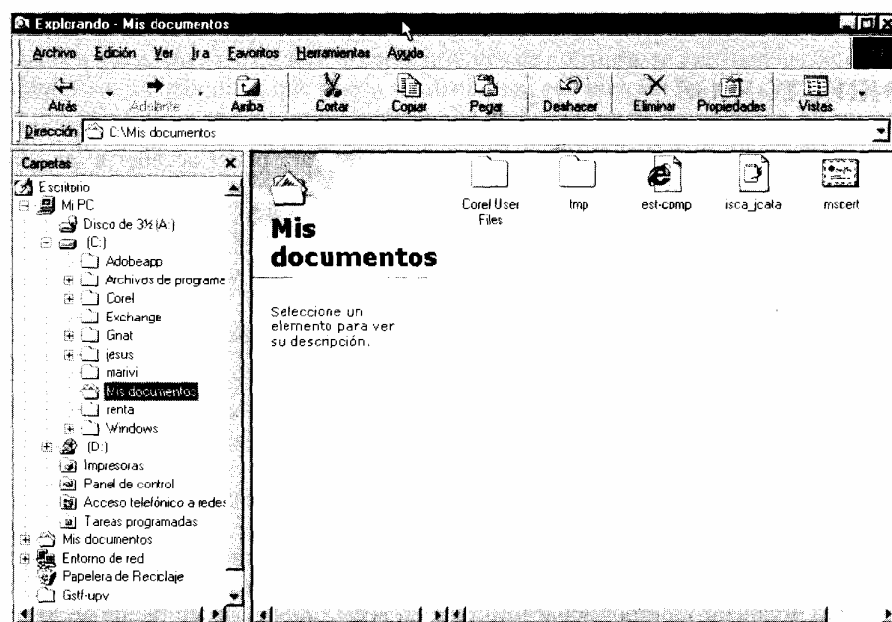 Explorando - Mis documentos
Archivo Edición Ver Ir a Favoritos Herramientas Ayuda
Atrás Adelante Arriba Cortar Copiar Pegar Deshacer Eliminar Propiedades Vistas
Dirección C:\Mis documentos
Carpetas
Escritorio
Mi PC
Disco de 3½ (A:)
(C:)
Adobeapp
Archivos de programa
Corel
Exchange
Gnat
jesus
marivi
Mis documentos
renta
Windows
(D:)
Impresoras
Panel de control
Acceso telefónico a redes
Tareas programadas
Mis documentos
Entorno de red
Papelera de Reciclaje
Gstf-upv
Mis
documentos
Seleccione un
elemento para ver
su descripción.
Corel User
Files
tmp
est-comp
isca_jcata
mscert